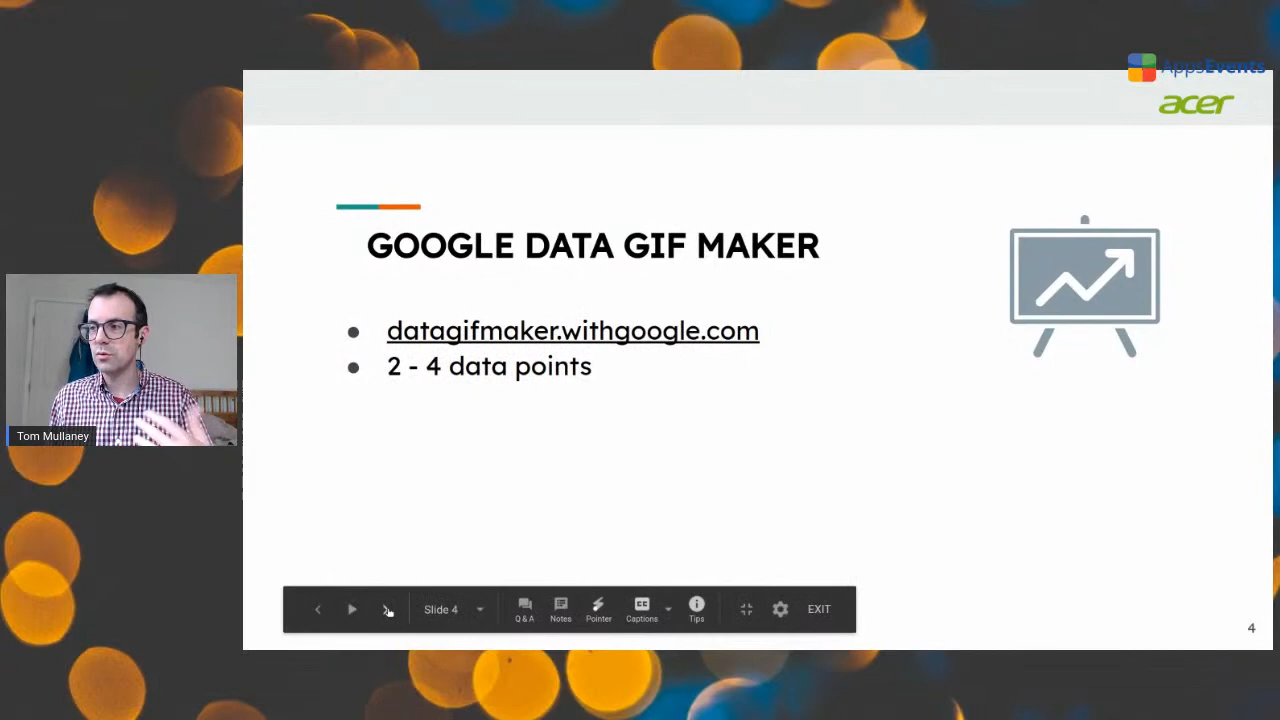 AppsEvents
acer
GOOGLE DATA GIF MAKER
datagifmaker.withgoogle.com
2 - 4 data points
Tom Mullaney
Slide 4
Q & A
Notes
Pointer
CC
Captions
Tips
EXIT
4